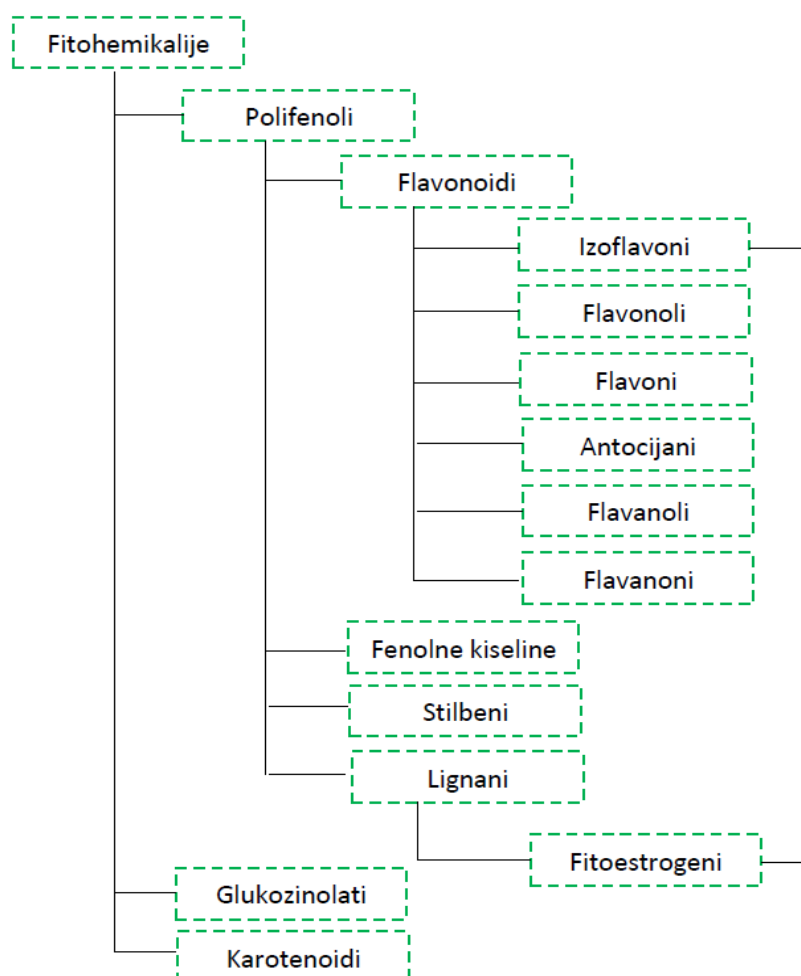 Fitohemikalije
Polifenoli
Flavonoidi
Izoflavoni
Flavonoli
Flavoni
Antocijani
Flavanoli
Flavanoni
Fenolne kiseline
Stilbeni
Lignani
Fitoestrogeni
Glukozinolati
Karotenoidi